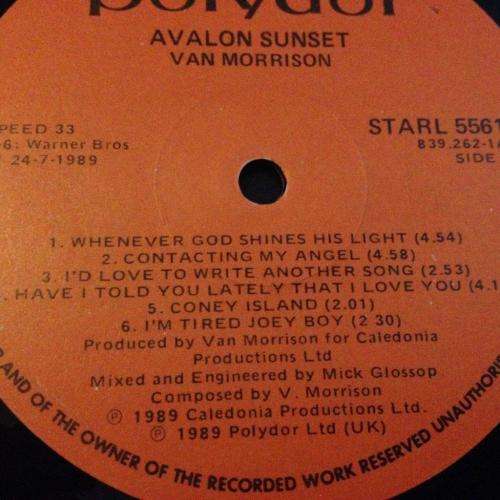 polydor
AVALON SUNSET
VAN MORRISON
PEED 33
-6: Warner Bros
24-7-1989
STARL 5561
839.262-1
SIDE
1. WHENEVER GOD SHINES HIS LIGHT (4.54)
2. CONTACTING MY ANGEL (4.58)
3. I'D LOVE TO WRITE ANOTHER SONG (2.53)
. HAVE I TOLD YOU LATELY THAT I LOVE YOU (4.1
5. CONEY ISLAND (2.01)
6. I'M TIRED JOEY BOY (2 30)
Produced by Van Morrison for Caledonia
Productions Ltd
Mixed and Engineered by Mick Glossop
Composed by V. Morrison
℗ 1989 Caledonia Productions Ltd.
℗ 1989 Polydor Ltd (UK)
R AND OF THE OWNER OF THE RECORDED WORK RESERVED UNAUTHOR